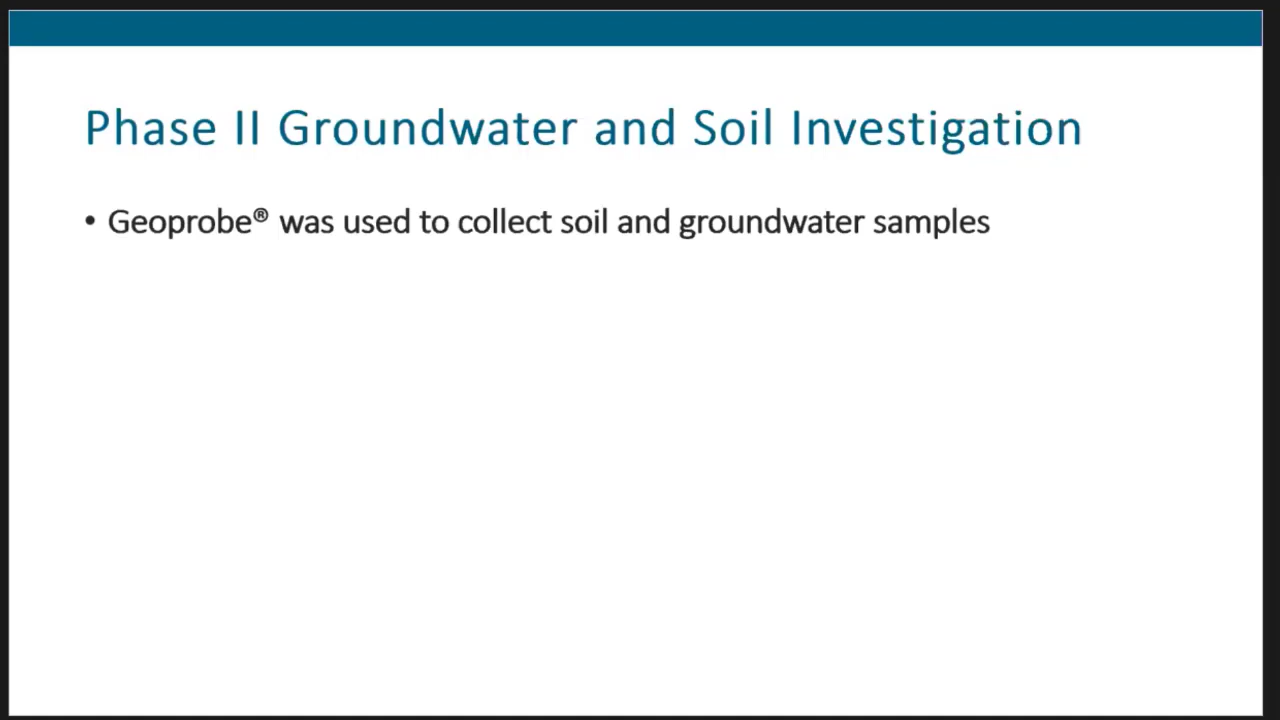 Phase II Groundwater and Soil Investigation
• Geoprobe® was used to collect soil and groundwater samples